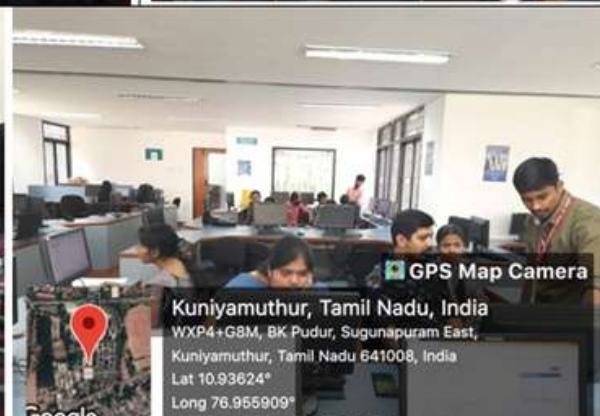 GPS Map Camera
Kuniyamuthur, Tamil Nadu, India
WXP4+G8M, BK Pudur, Sugunapuram East,
Kuniyamuthur, Tamil Nadu 641008, India
Lat 10.93624°
Long 76.955909°
Google